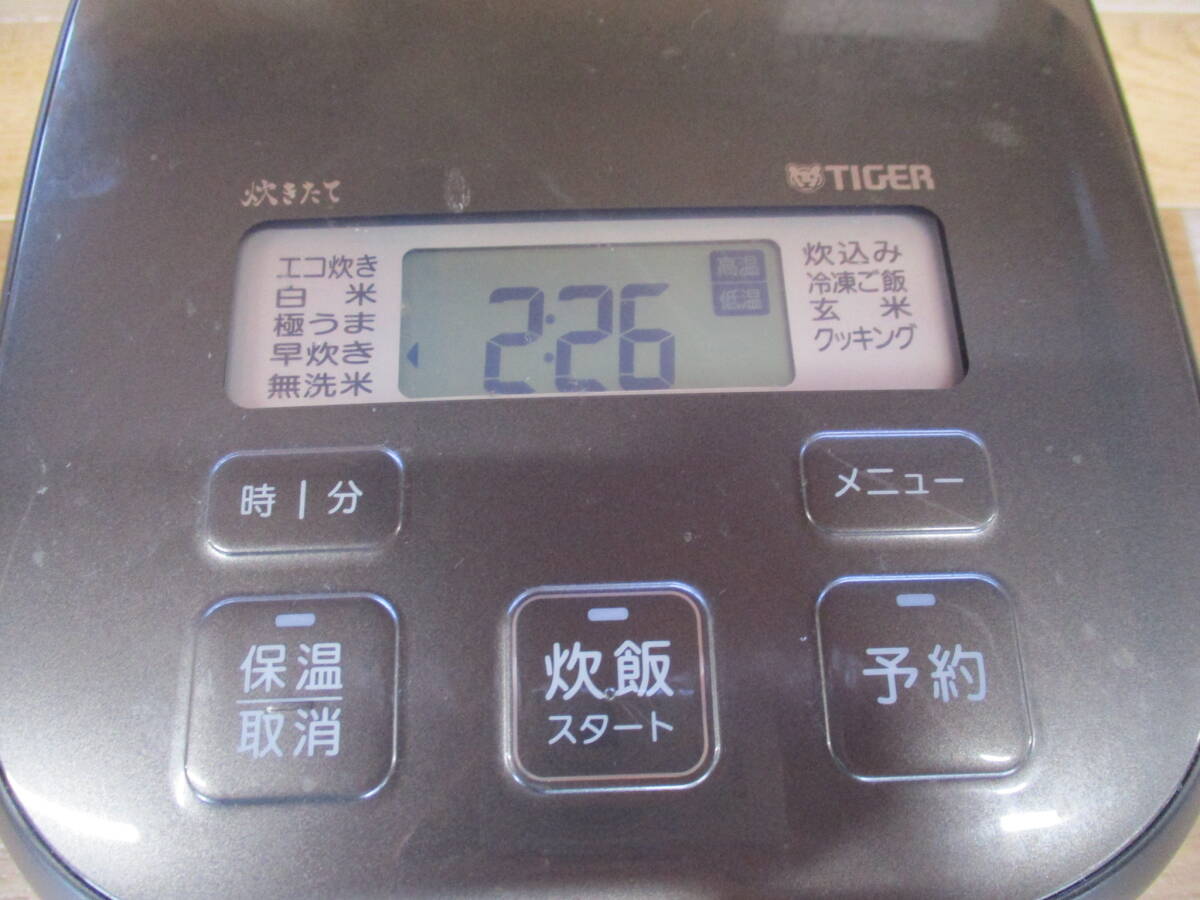 炊きたて
TIGER
エコ炊き
白 米
極うま
早炊き
無洗米
2:26
高温
低温
炊込み
冷凍ご飯
玄 米
クッキング
時 | 分
メニュー
保温
取消
炊飯
スタート
予約